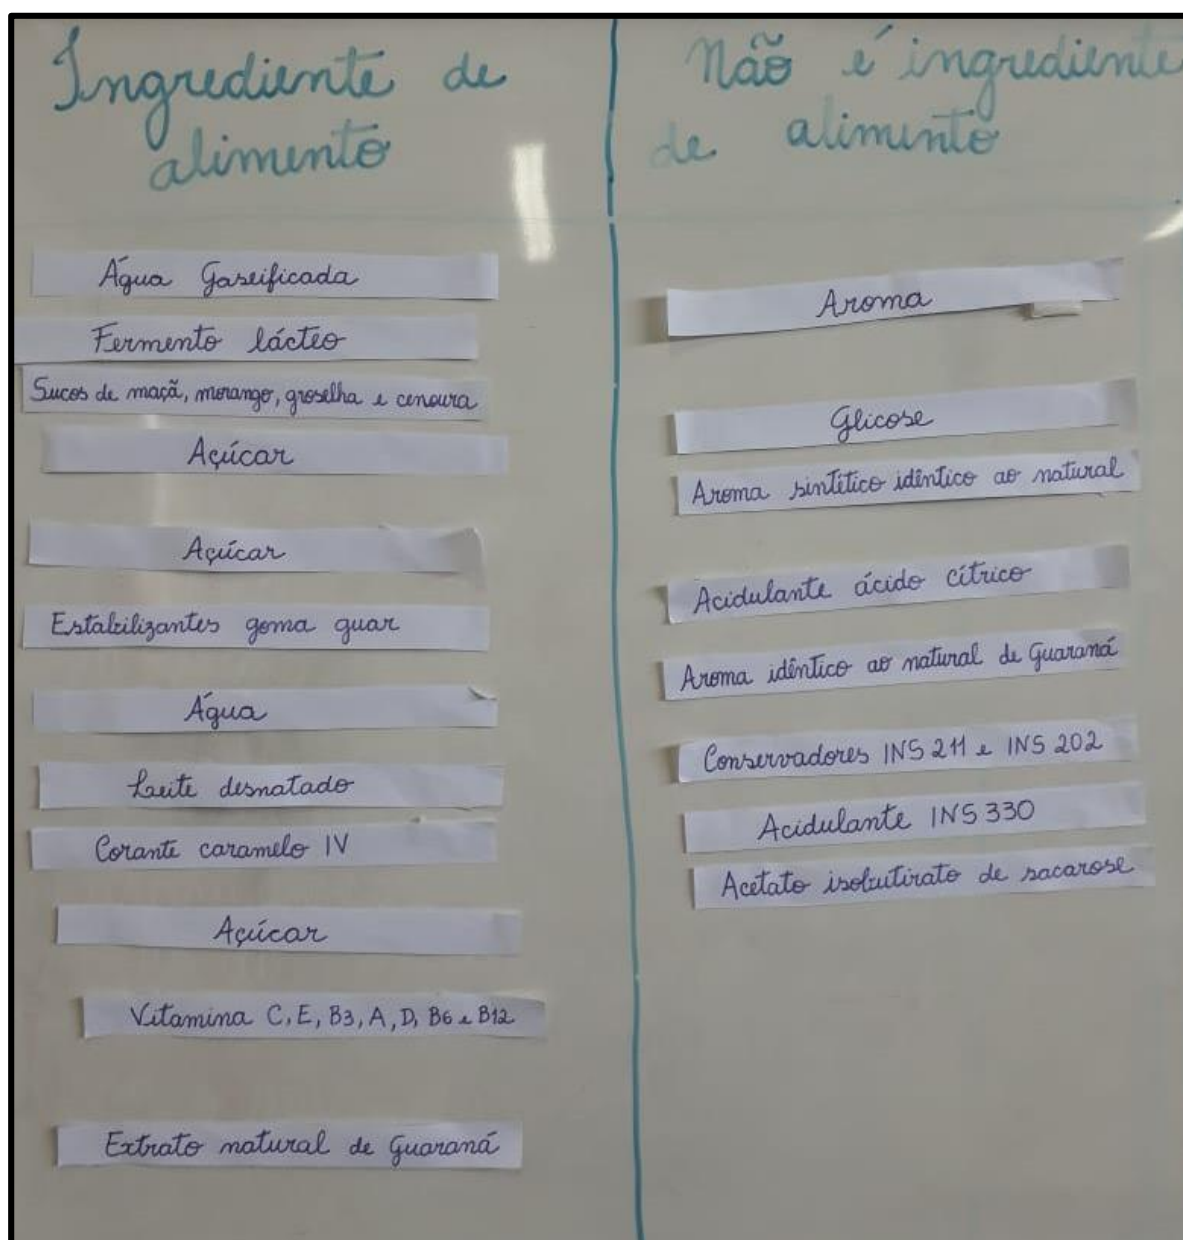 Ingrediente de
alimento
Água Gaseificada
Fermento lácteo
Sucos de maçã, morango, groselha e cenoura
Açúcar
Açúcar
Estabilizantes goma guar
Água
Leite desnatado
Corante caramelo IV
Açúcar
Vitamina C, E, B3, A, D, B6 e B12
Extrato natural de Guaraná
Não é ingrediente
de alimento
Aroma
Glicose
Aroma sintético idêntico ao natural
Acidulante ácido cítrico
Aroma idêntico ao natural de Guaraná
Conservadores INS 211 e INS 202
Acidulante INS 330
Acetato isobutirato de sacarose